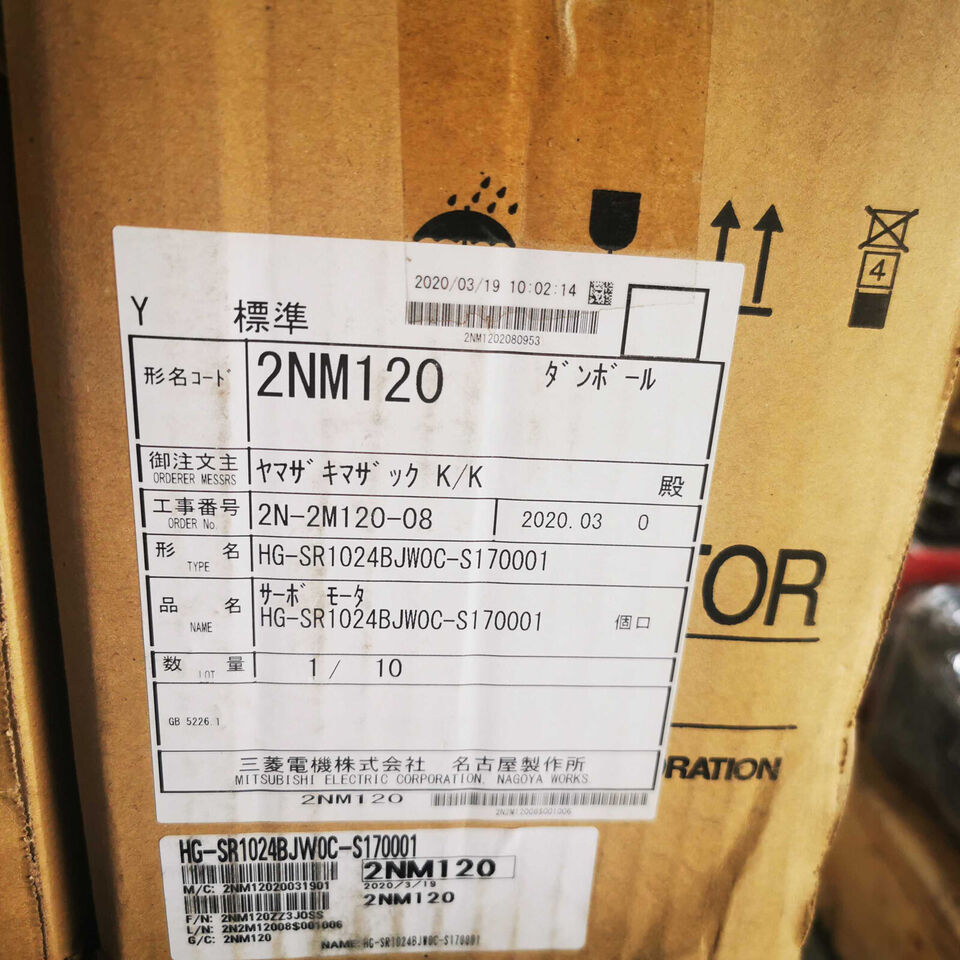 2020/03/19 10:02:14
2NM1202080953
Y 標準
形名コード 2NM120 ダンボール
御注文主 ヤマザキマザック K/K 殿
ORDERER MESSRS
工事番号 2N-2M120-08 2020.03 0
ORDER No.
形 名 HG-SR1024BJW0C-S170001
TYPE
品 名 サーボ モータ
HG-SR1024BJW0C-S170001 個口
NAME
数 量 1/ 10
LOT
GB 5226.1
三菱電機株式会社 名古屋製作所
MITSUBISHI ELECTRIC CORPORATION, NAGOYA WORKS.
2NM120
2N2M12008$001006
4
TOR
RATION
HG-SR1024BJW0C-S170001
2NM120
M/C: 2NM12020031901
2020/3/19
2NM120
F/N: 2NM120ZZ3J0SS
L/N: 2N2M12008$001006
G/C: 2NM120
NAME: HG-SR1024BJW0C-S170001